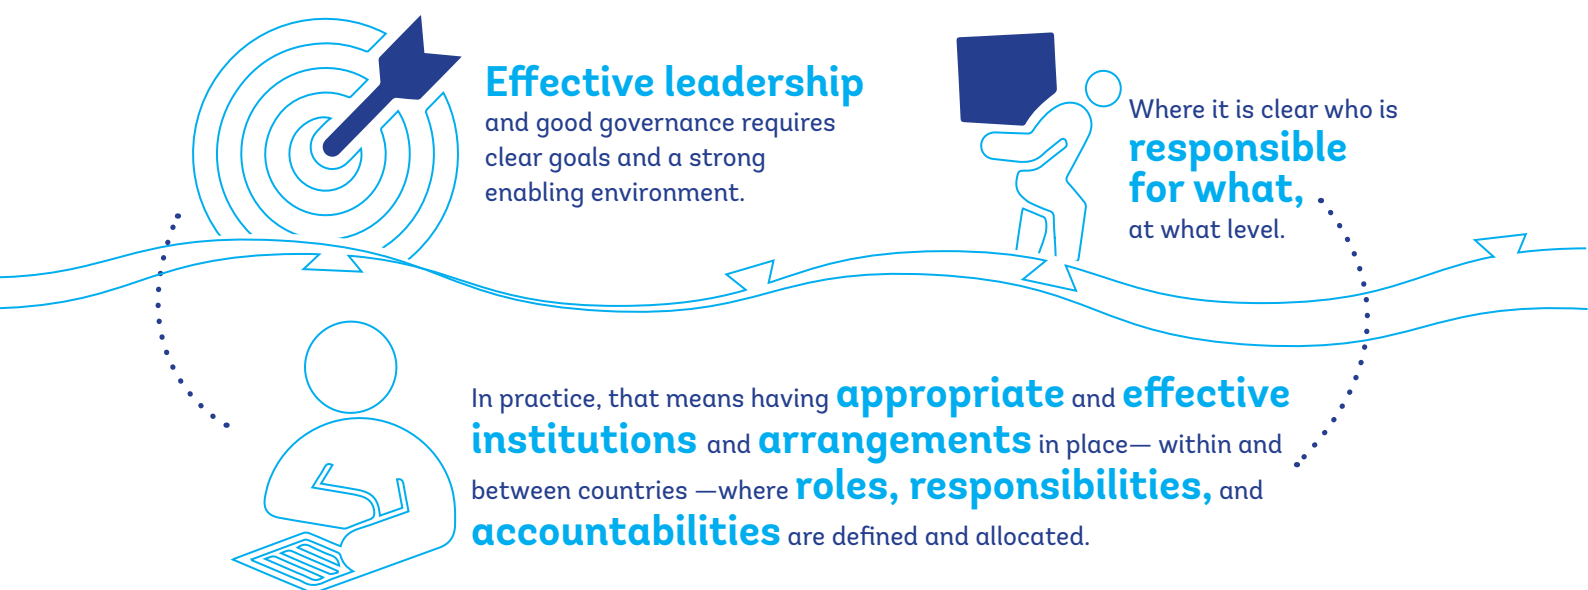 Effective leadership
and good governance requires
clear goals and a strong
enabling environment.
Where it is clear who is
responsible
for what,
at what level.
In practice, that means having appropriate and effective
institutions and arrangements in place— within and
between countries —where roles, responsibilities, and
accountabilities are defined and allocated.